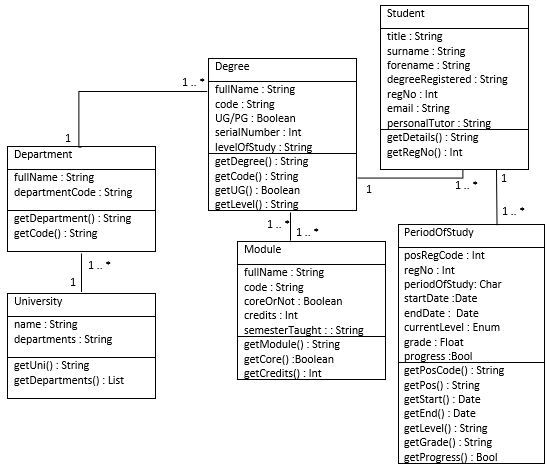 Student
title : String
surname : String
forename : String
degreeRegistered : String
regNo : Int
email : String
personalTutor : String
getDetails() : String
getRegNo() : Int
1 .. *
1
Degree
fullName : String
code : String
UG/PG : Boolean
serialNumber : Int
levelOfStudy : String
getDegree() : String
getCode() : String
getUG() : Boolean
getLevel() : String
1 .. *
1
1 .. *
1
Department
fullName : String
departmentCode : String
getDepartment() : String
getCode() : String
1 .. *
1
University
name : String
departments : String
getUni() : String
getDepartments() : List
1 .. *
Module
fullName : String
code : String
coreOrNot : Boolean
credits : Int
semesterTaught : : String
getModule() : String
getCore() :Boolean
getCredits() : Int
1 .. *
PeriodOfStudy
posRegCode : Int
regNo : Int
periodOfStudy: Char
startDate :Date
endDate : Date
currentLevel : Enum
grade : Float
progress :Bool
getPosCode() : String
getPos() : String
getStart() : Date
getEnd() : Date
getLevel() : String
getGrade() : String
getProgress() : Bool